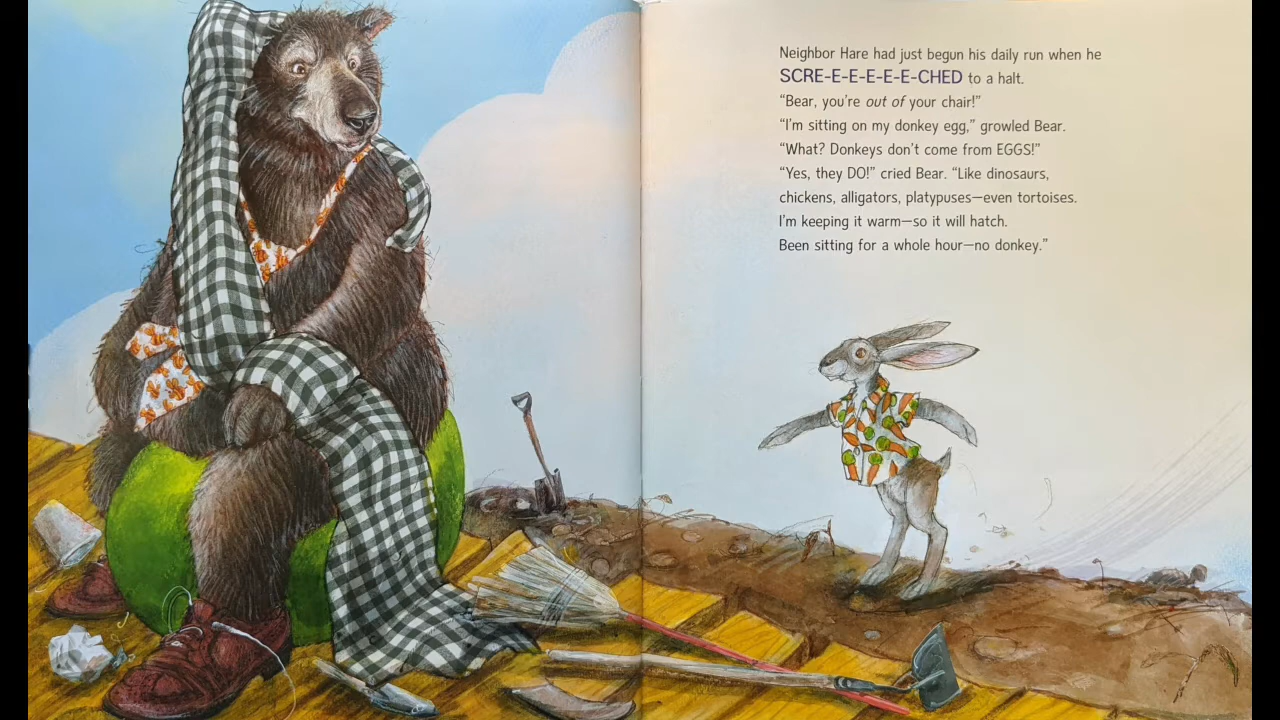 Neighbor Hare had just begun his daily run when he
SCRE-E-E-E-E-E-CHED to a halt.
“Bear, you’re out of your chair!”
“I’m sitting on my donkey egg,” growled Bear.
“What? Donkeys don’t come from EGGS!”
“Yes, they DO!” cried Bear. “Like dinosaurs,
chickens, alligators, platypuses—even tortoises.
I’m keeping it warm—so it will hatch.
Been sitting for a whole hour—no donkey.”